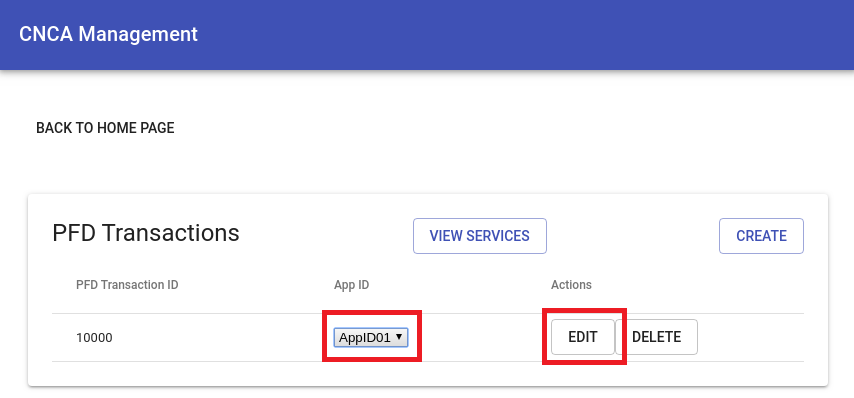 CNCA Management
BACK TO HOME PAGE
PFD Transactions VIEW SERVICES CREATE
PFD Transaction ID App ID Actions
10000 AppID01 EDIT DELETE